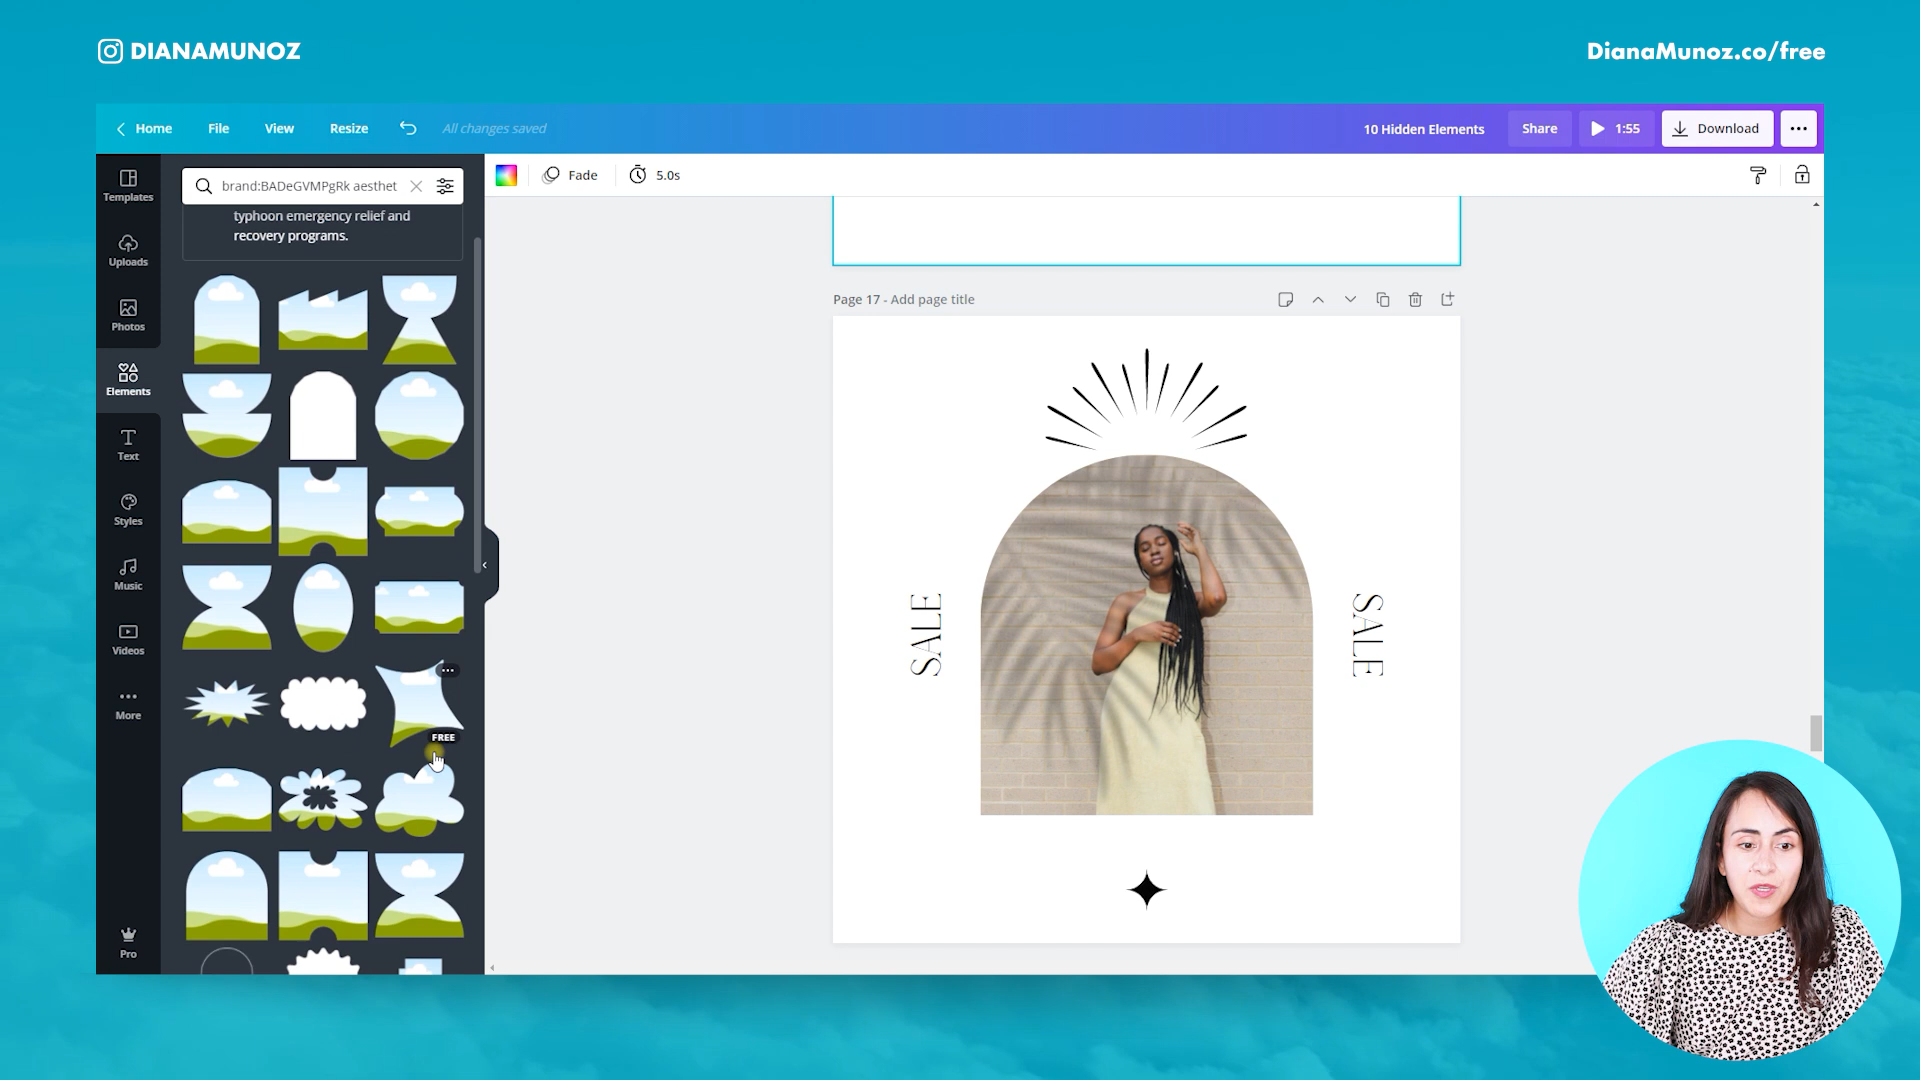 DIANAMUNOZ
DianaMunoz.co/free
Home
File
View
Resize
All changes saved
10 Hidden Elements
Share
1:55
Download
Templates
Uploads
Photos
Elements
Text
Styles
Music
Videos
More
Pro
brand:BADeGVMPgRk aesthet
typhoon emergency relief and
recovery programs.
FREE
Fade
5.0s
Page 17 - Add page title
SALE
SALE